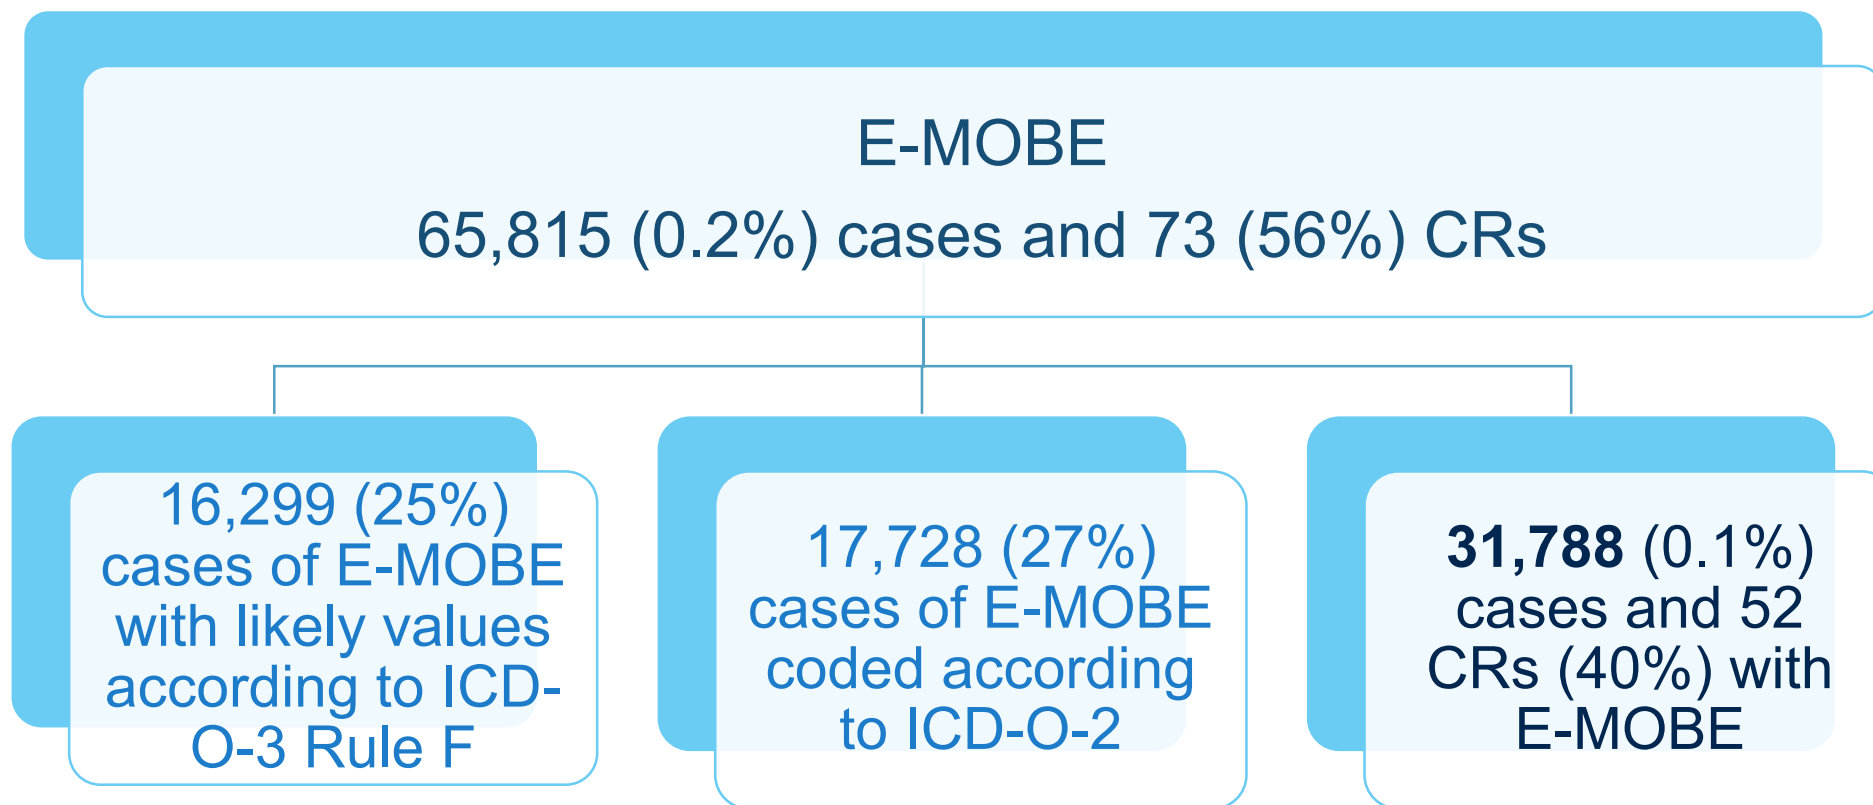 E-MOBE
65,815 (0.2%) cases and 73 (56%) CRs
16,299 (25%)
cases of E-MOBE
with likely values
according to ICD-
O-3 Rule F
17,728 (27%)
cases of E-MOBE
coded according
to ICD-O-2
31,788 (0.1%)
cases and 52
CRs (40%) with
E-MOBE